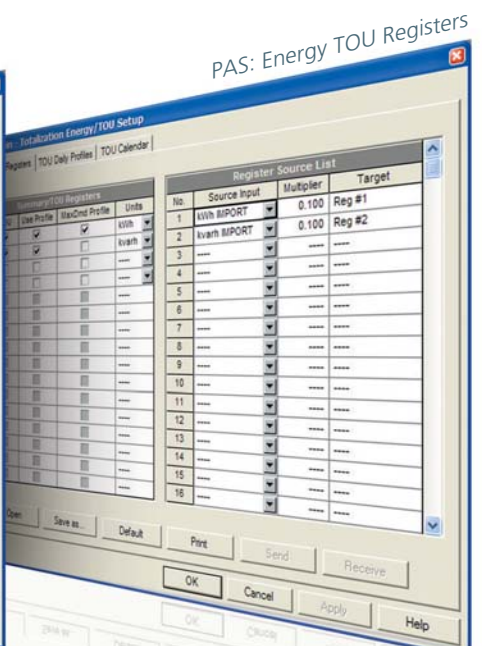 PAS: Energy TOU Registers
Totalization Energy/TOU Setup
Registers TOU Daily Profiles TOU Calendar
Summary/TOU Registers
Use Profile MaxDmd Profile Units
kWh
kvarh
----
----
----
----
----
----
----
----
----
----
----
----
----
----
Register Source List
No. Source Input Multiplier Target
1 kWh IMPORT 0.100 Reg #1
2 kvarh IMPORT 0.100 Reg #2
3 ---- ---- ----
4 ---- ---- ----
5 ---- ---- ----
6 ---- ---- ----
7 ---- ---- ----
8 ---- ---- ----
9 ---- ---- ----
10 ---- ---- ----
11 ---- ---- ----
12 ---- ---- ----
13 ---- ---- ----
14 ---- ---- ----
15 ---- ---- ----
16 ---- ---- ----
Open Save as... Default Print Send Receive
OK Cancel Apply Help